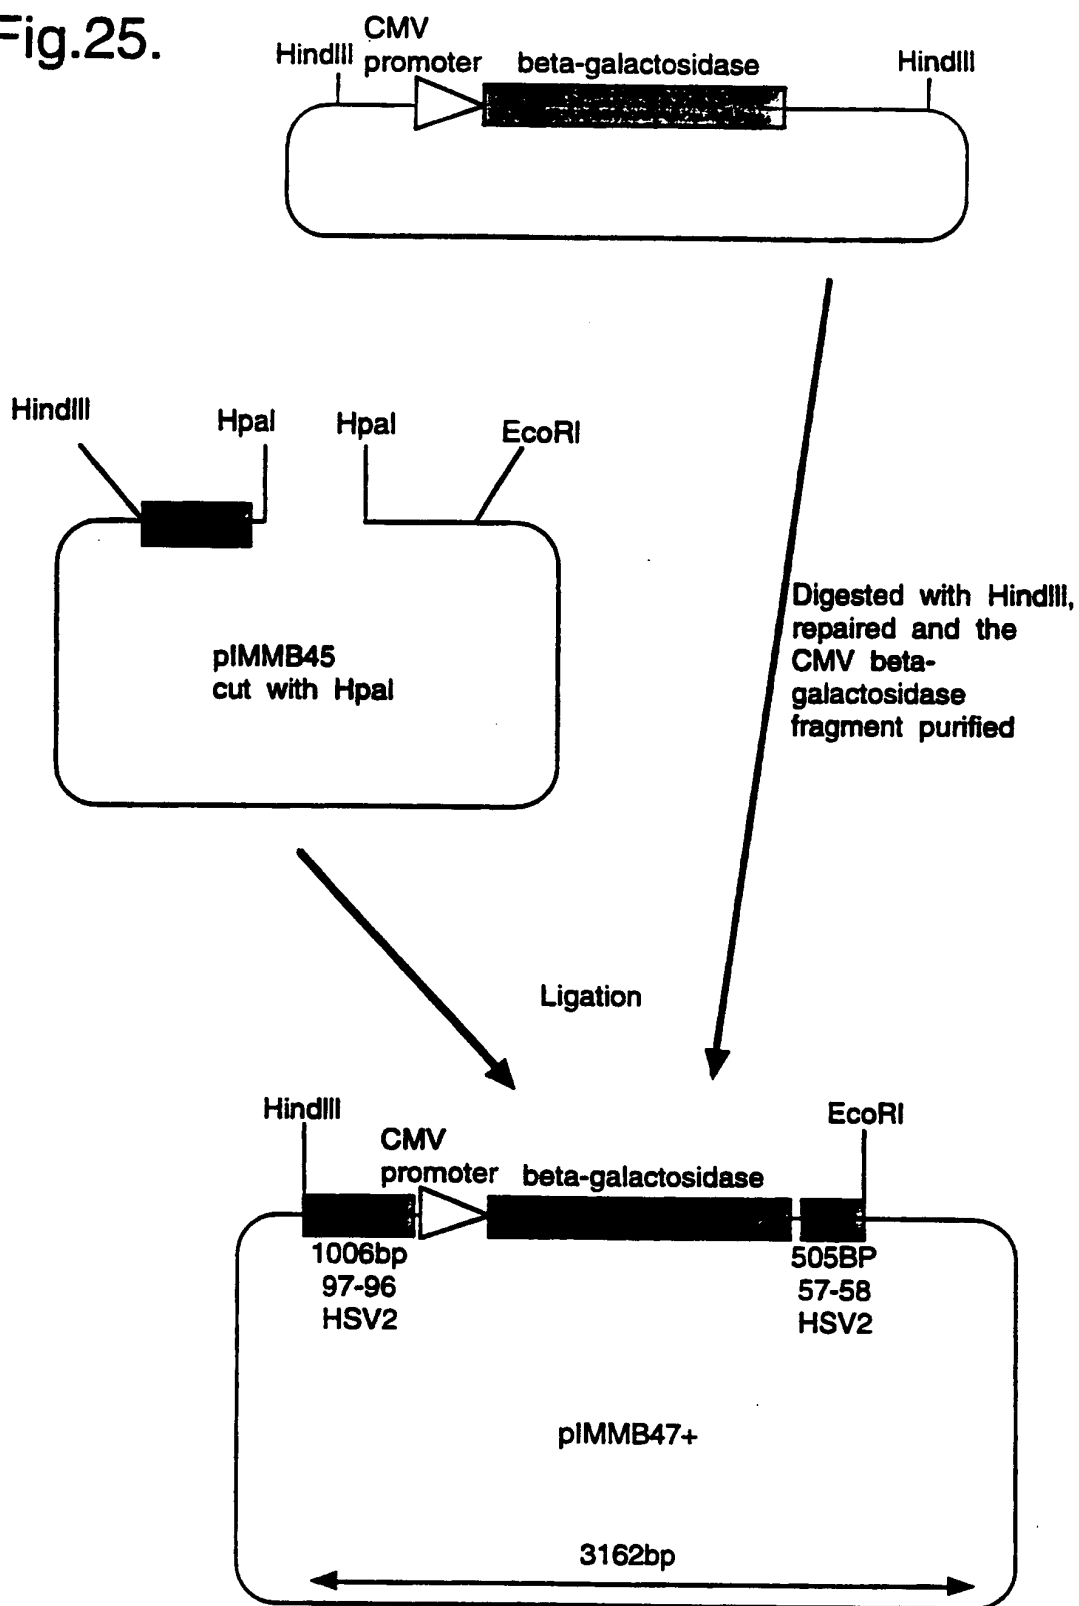 Fig.25.
CMV
HindIII promoter beta-galactosidase HindIII
HindIII HpaI HpaI EcoRI
pIMMB45
cut with HpaI
Digested with HindIII,
repaired and the
CMV beta-
galactosidase
fragment purified
Ligation
HindIII EcoRI
CMV
promoter beta-galactosidase
1006bp 505BP
97-96 57-58
HSV2 HSV2
pIMMB47+
3162bp